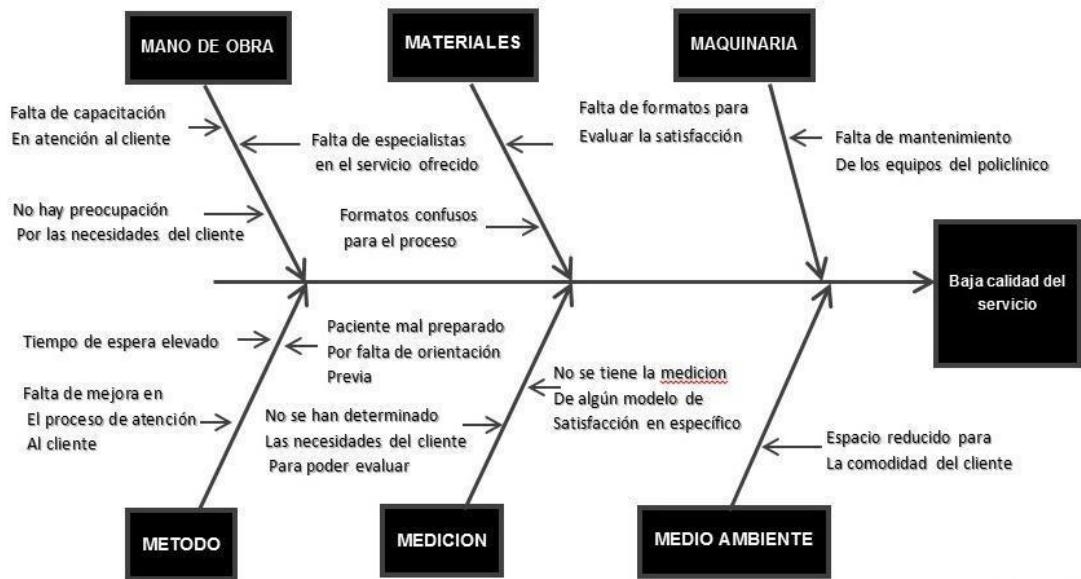 MANO DE OBRA
MATERIALES
MAQUINARIA
Falta de capacitación
En atención al cliente
Falta de especialistas
en el servicio ofrecido
No hay preocupación
Por las necesidades del cliente
Falta de formatos para
Evaluar la satisfacción
Formatos confusos
para el proceso
Falta de mantenimiento
De los equipos del policlínico
Baja calidad del
servicio
Tiempo de espera elevado
Paciente mal preparado
Por falta de orientación
Previa
Falta de mejora en
El proceso de atención
Al cliente
No se han determinado
Las necesidades del cliente
Para poder evaluar
No se tiene la medicion
De algún modelo de
Satisfacción en específico
Espacio reducido para
La comodidad del cliente
METODO
MEDICION
MEDIO AMBIENTE